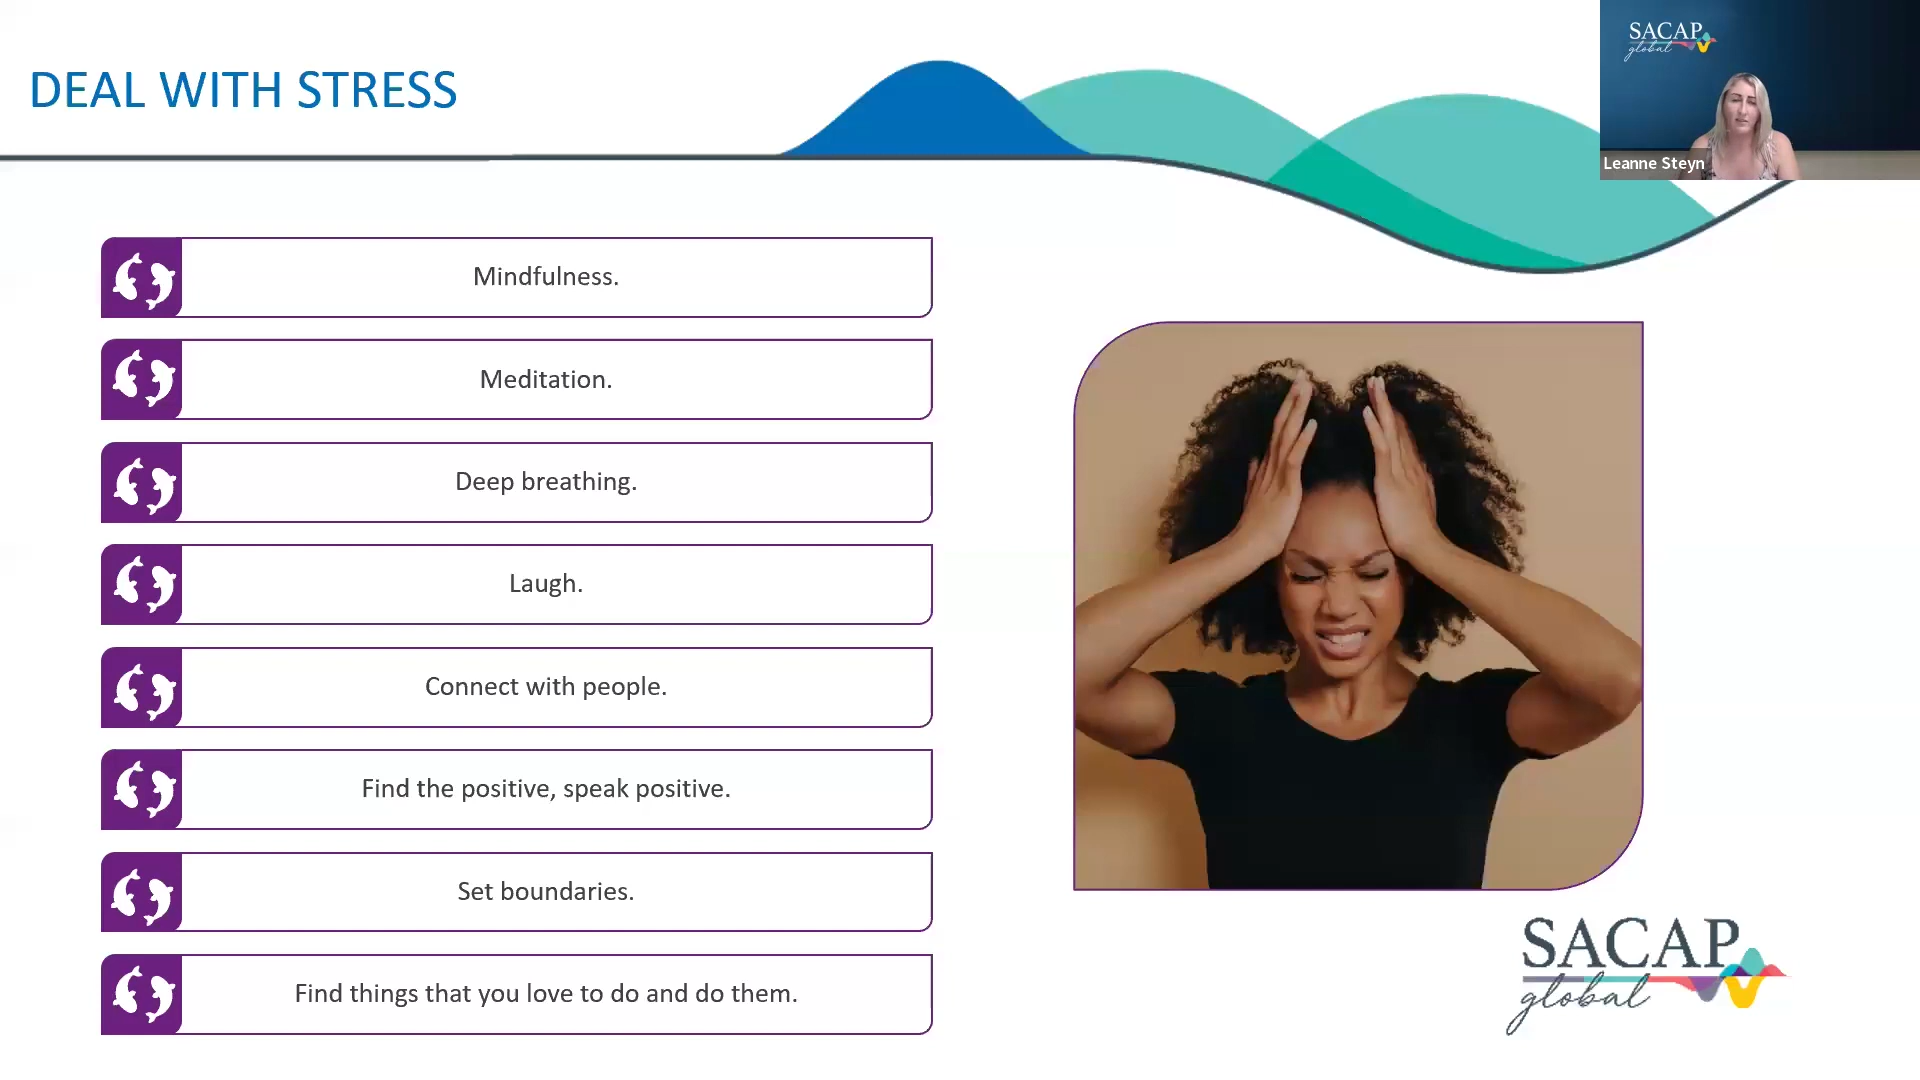 DEAL WITH STRESS
SACAP
global
Leanne Steyn
Mindfulness.
Meditation.
Deep breathing.
Laugh.
Connect with people.
Find the positive, speak positive.
Set boundaries.
Find things that you love to do and do them.
SACAP
global